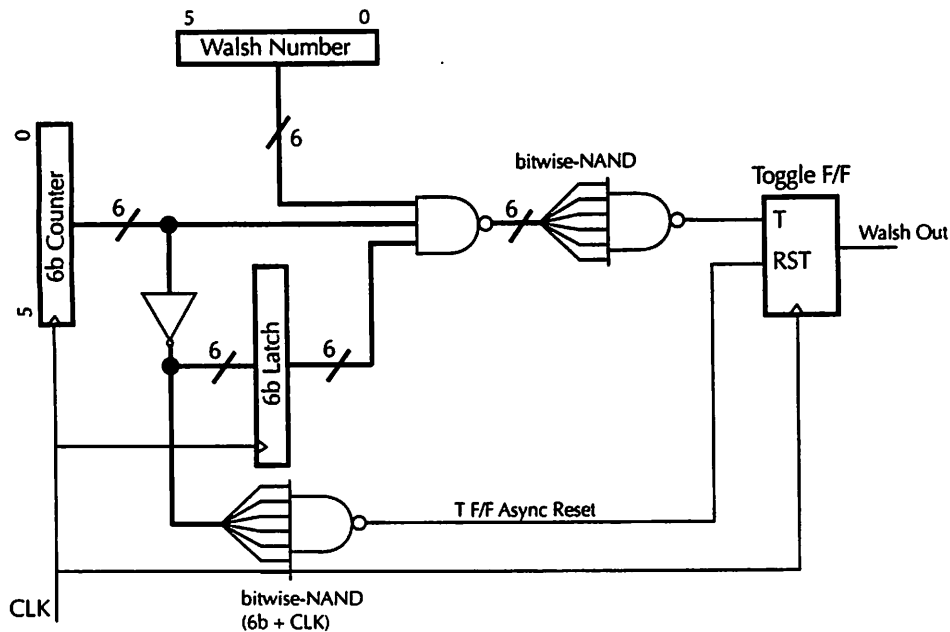 5 0
Walsh Number
6
0
6b Counter
5
6
bitwise-NAND
6
Toggle F/F
T
RST
Walsh Out
6
6b Latch
6
T F/F Async Reset
CLK
bitwise-NAND
(6b + CLK)